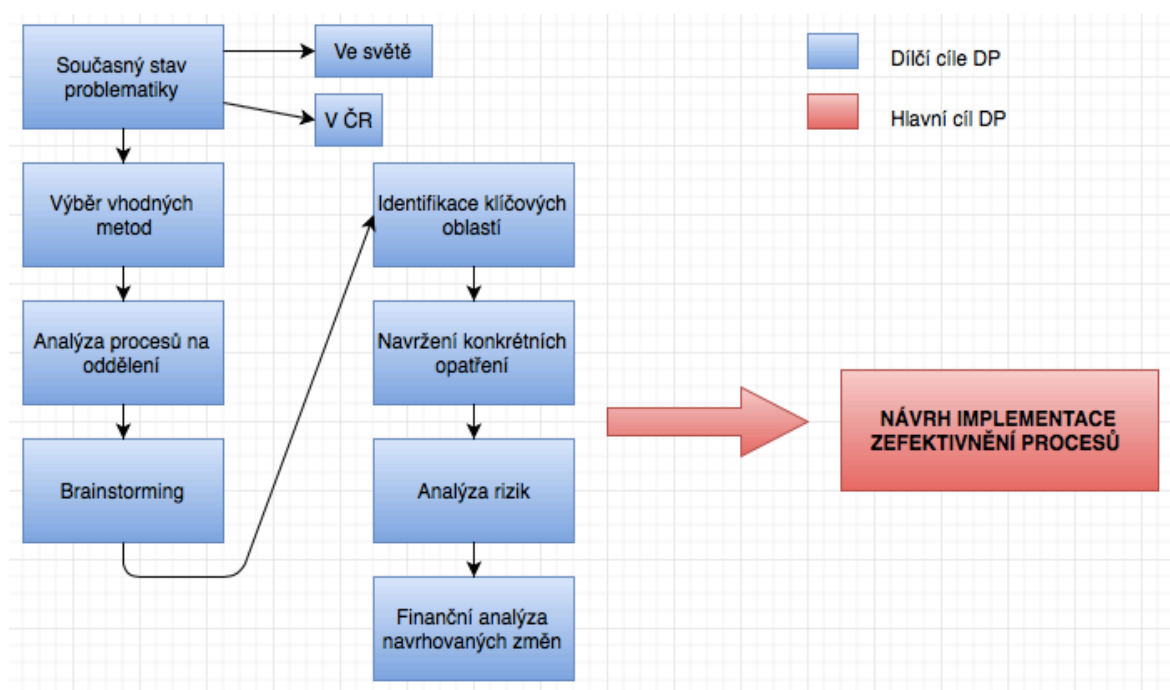 Současný stav
problematiky
Ve světě
V ČR
Výběr vhodných
metod
Analýza procesů na
oddělení
Brainstorming
Identifikace klíčových
oblastí
Navržení konkrétních
opatření
Analýza rizik
Finanční analýza
navrhovaných změn
Dílčí cíle DP
Hlavní cíl DP
NÁVRH IMPLEMENTACE
ZEFEKTIVNĚNÍ PROCESŮ